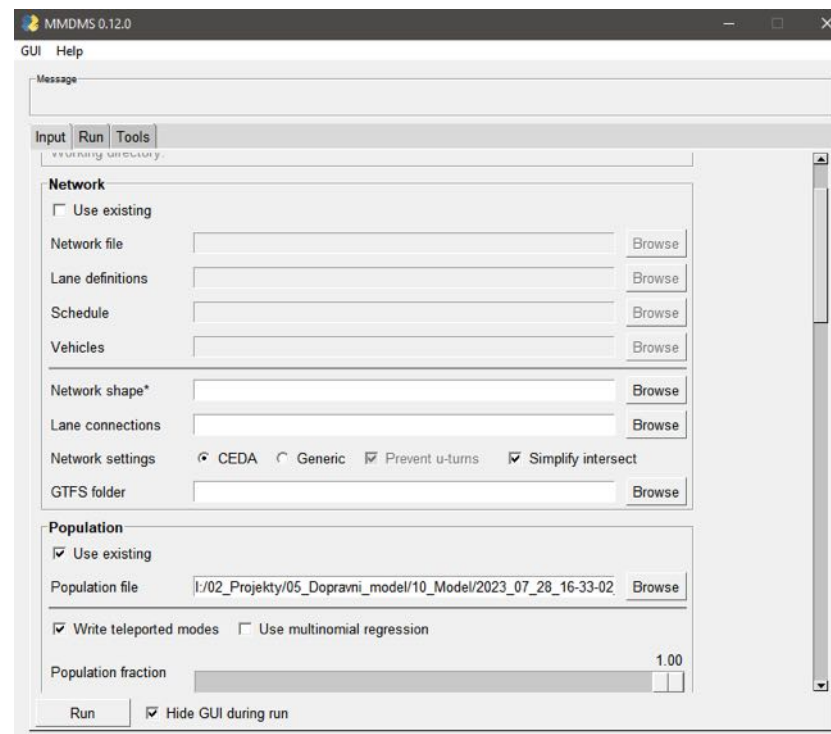 MMDMS 0.12.0
GUI Help
Message
Input Run Tools
Working directory:
Network
Use existing
Network file Browse
Lane definitions Browse
Schedule Browse
Vehicles Browse
Network shape* Browse
Lane connections Browse
Network settings CEDA Generic Prevent u-turns Simplify intersect
GTFS folder Browse
Population
Use existing
Population file I:/02_Projekty/05_Dopravni_model/10_Model/2023_07_28_16-33-02_ Browse
Write teleported modes Use multinomial regression
1.00
Population fraction
Run Hide GUI during run